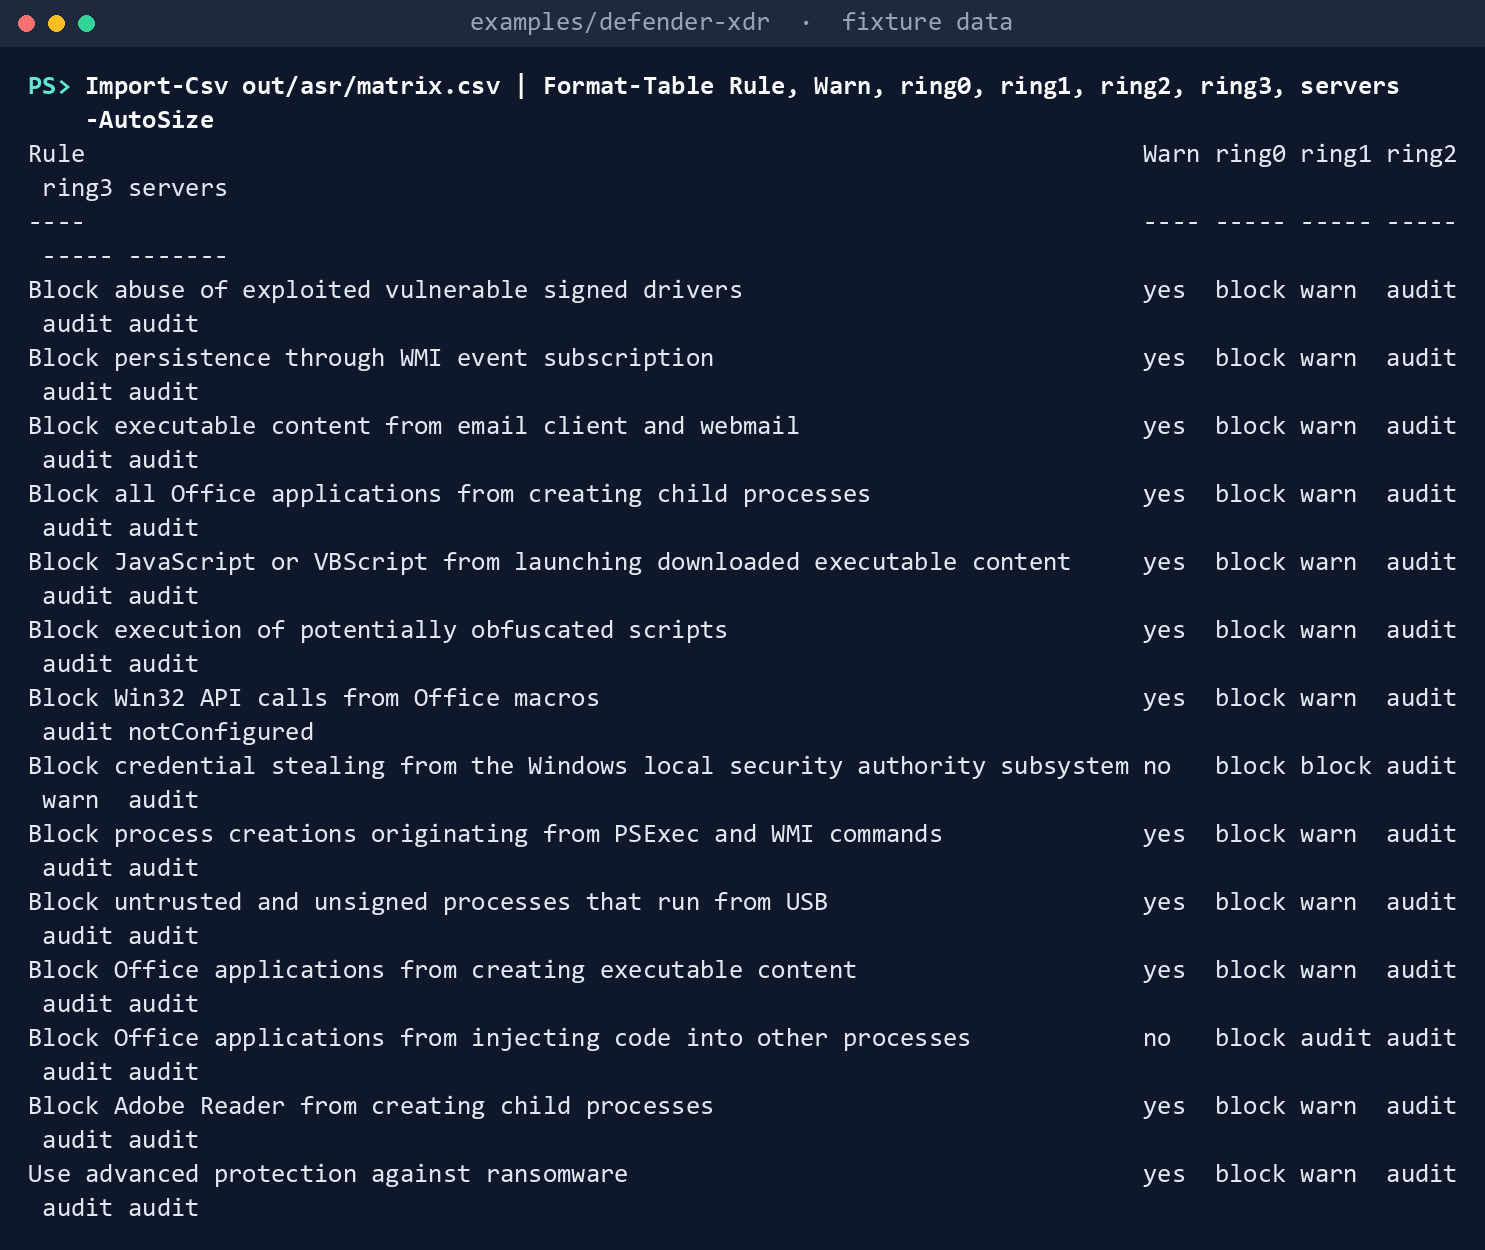 examples/defender-xdr · fixture data
PS> Import-Csv out/asr/matrix.csv | Format-Table Rule, Warn, ring0, ring1, ring2, ring3, servers
-AutoSize
Rule Warn ring0 ring1 ring2
ring3 servers
---- ---- ----- ----- -----
----- -------
Block abuse of exploited vulnerable signed drivers yes block warn audit
audit audit
Block persistence through WMI event subscription yes block warn audit
audit audit
Block executable content from email client and webmail yes block warn audit
audit audit
Block all Office applications from creating child processes yes block warn audit
audit audit
Block JavaScript or VBScript from launching downloaded executable content yes block warn audit
audit audit
Block execution of potentially obfuscated scripts yes block warn audit
audit audit
Block Win32 API calls from Office macros yes block warn audit
audit notConfigured
Block credential stealing from the Windows local security authority subsystem no block block audit
warn audit
Block process creations originating from PSExec and WMI commands yes block warn audit
audit audit
Block untrusted and unsigned processes that run from USB yes block warn audit
audit audit
Block Office applications from creating executable content yes block warn audit
audit audit
Block Office applications from injecting code into other processes no block audit audit
audit audit
Block Adobe Reader from creating child processes yes block warn audit
audit audit
Use advanced protection against ransomware yes block warn audit
audit audit